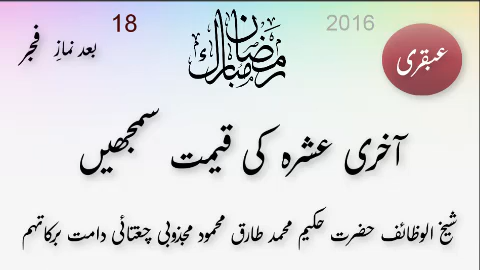 عبقری
2016
رمضان مبارک
18
بعد نمازِ فجر
آخری عشرہ کی قیمت سمجھیں
شیخ الوظائف حضرت حکیم محمد طارق محمود مجذوبی چغتائی دامت برکاتہم